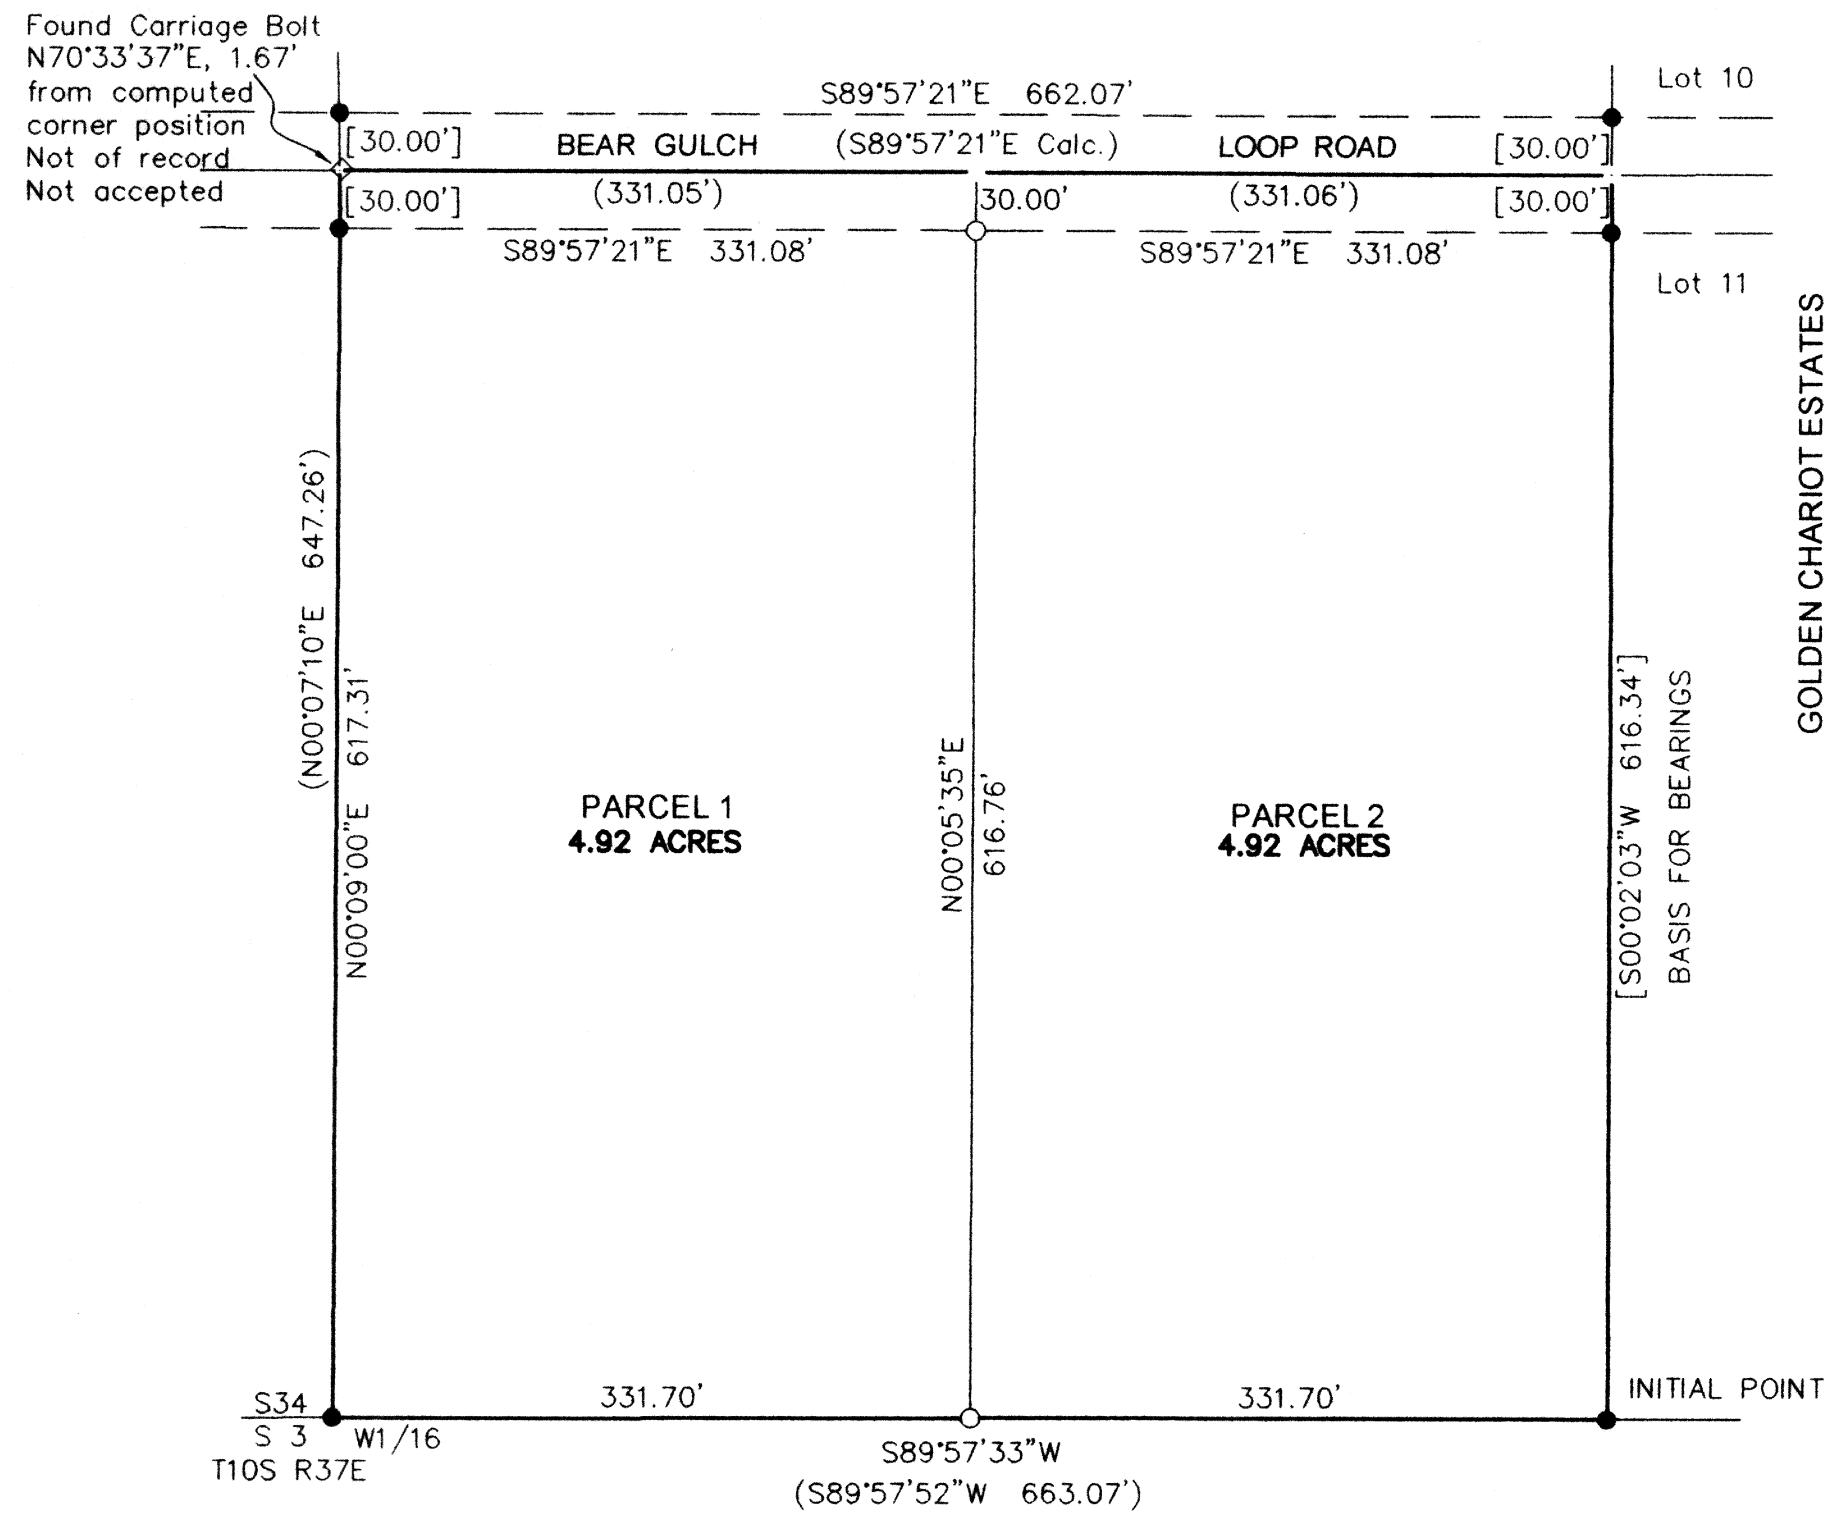 Found Carriage Bolt
N70°33'37"E, 1.67'
from computed
corner position
Not of record
Not accepted
S89°57'21"E 662.07'
Lot 10
[30.00']
BEAR GULCH
(S89°57'21"E Calc.)
LOOP ROAD
[30.00']
[30.00']
(331.05')
30.00'
(331.06')
[30.00']
S89°57'21"E 331.08'
S89°57'21"E 331.08'
Lot 11
GOLDEN CHARIOT ESTATES
(N00°07'10"E 647.26')
N00°09'00"E 617.31'
PARCEL 1
4.92 ACRES
N00°05'35"E
616.76'
PARCEL 2
4.92 ACRES
[S00°02'03"W 616.34']
BASIS FOR BEARINGS
S34
S 3
W1/16
T10S R37E
331.70'
331.70'
INITIAL POINT
S89°57'33"W
(S89°57'52"W 663.07')